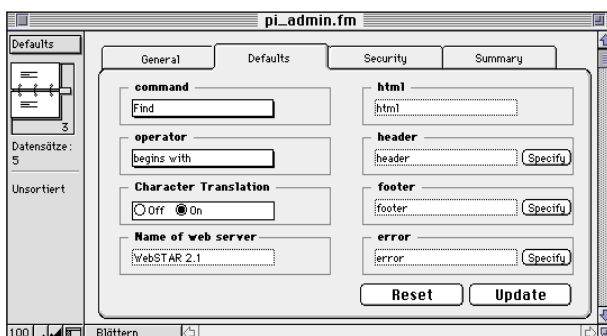 pi_admin.fm
Defaults
3
Datensätze:
5
Unsortiert
General Defaults Security Summary
command
Find
operator
begins with
Character Translation
Off On
Name of web server
WebSTAR 2.1
html
html
header
header Specify
footer
footer Specify
error
error Specify
Reset Update
100 Blättern